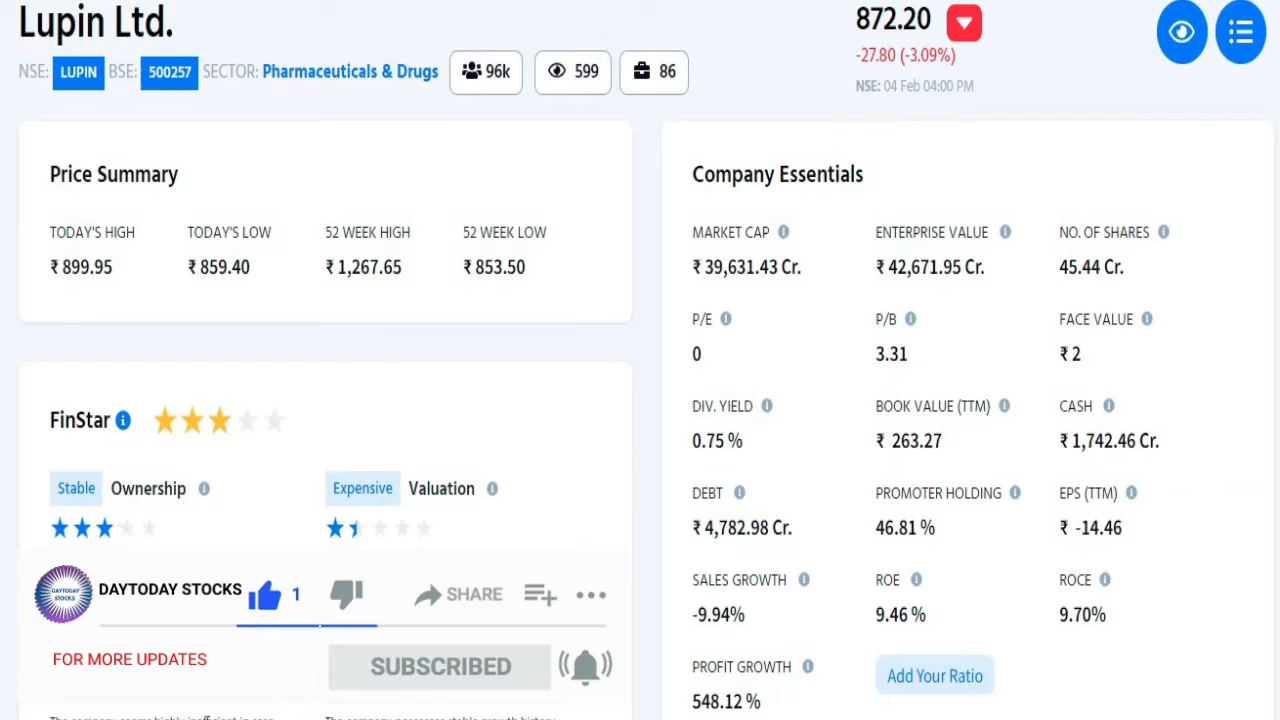 Lupin Ltd.
NSE: LUPIN BSE: 500257 SECTOR: Pharmaceuticals & Drugs 96k 599 86
872.20
-27.80 (-3.09%)
NSE: 04 Feb 04:00 PM
Price Summary
TODAY'S HIGH TODAY'S LOW 52 WEEK HIGH 52 WEEK LOW
₹ 899.95 ₹ 859.40 ₹ 1,267.65 ₹ 853.50
FinStar
Stable Ownership Expensive Valuation
DAYTODAY STOCKS
DAYTODAY STOCKS 1 SHARE
FOR MORE UPDATES SUBSCRIBED
Company Essentials
MARKET CAP ENTERPRISE VALUE NO. OF SHARES
₹ 39,631.43 Cr. ₹ 42,671.95 Cr. 45.44 Cr.
P/E P/B FACE VALUE
0 3.31 ₹ 2
DIV. YIELD BOOK VALUE (TTM) CASH
0.75 % ₹ 263.27 ₹ 1,742.46 Cr.
DEBT PROMOTER HOLDING EPS (TTM)
₹ 4,782.98 Cr. 46.81 % ₹ -14.46
SALES GROWTH ROE ROCE
-9.94% 9.46 % 9.70%
PROFIT GROWTH Add Your Ratio
548.12 %